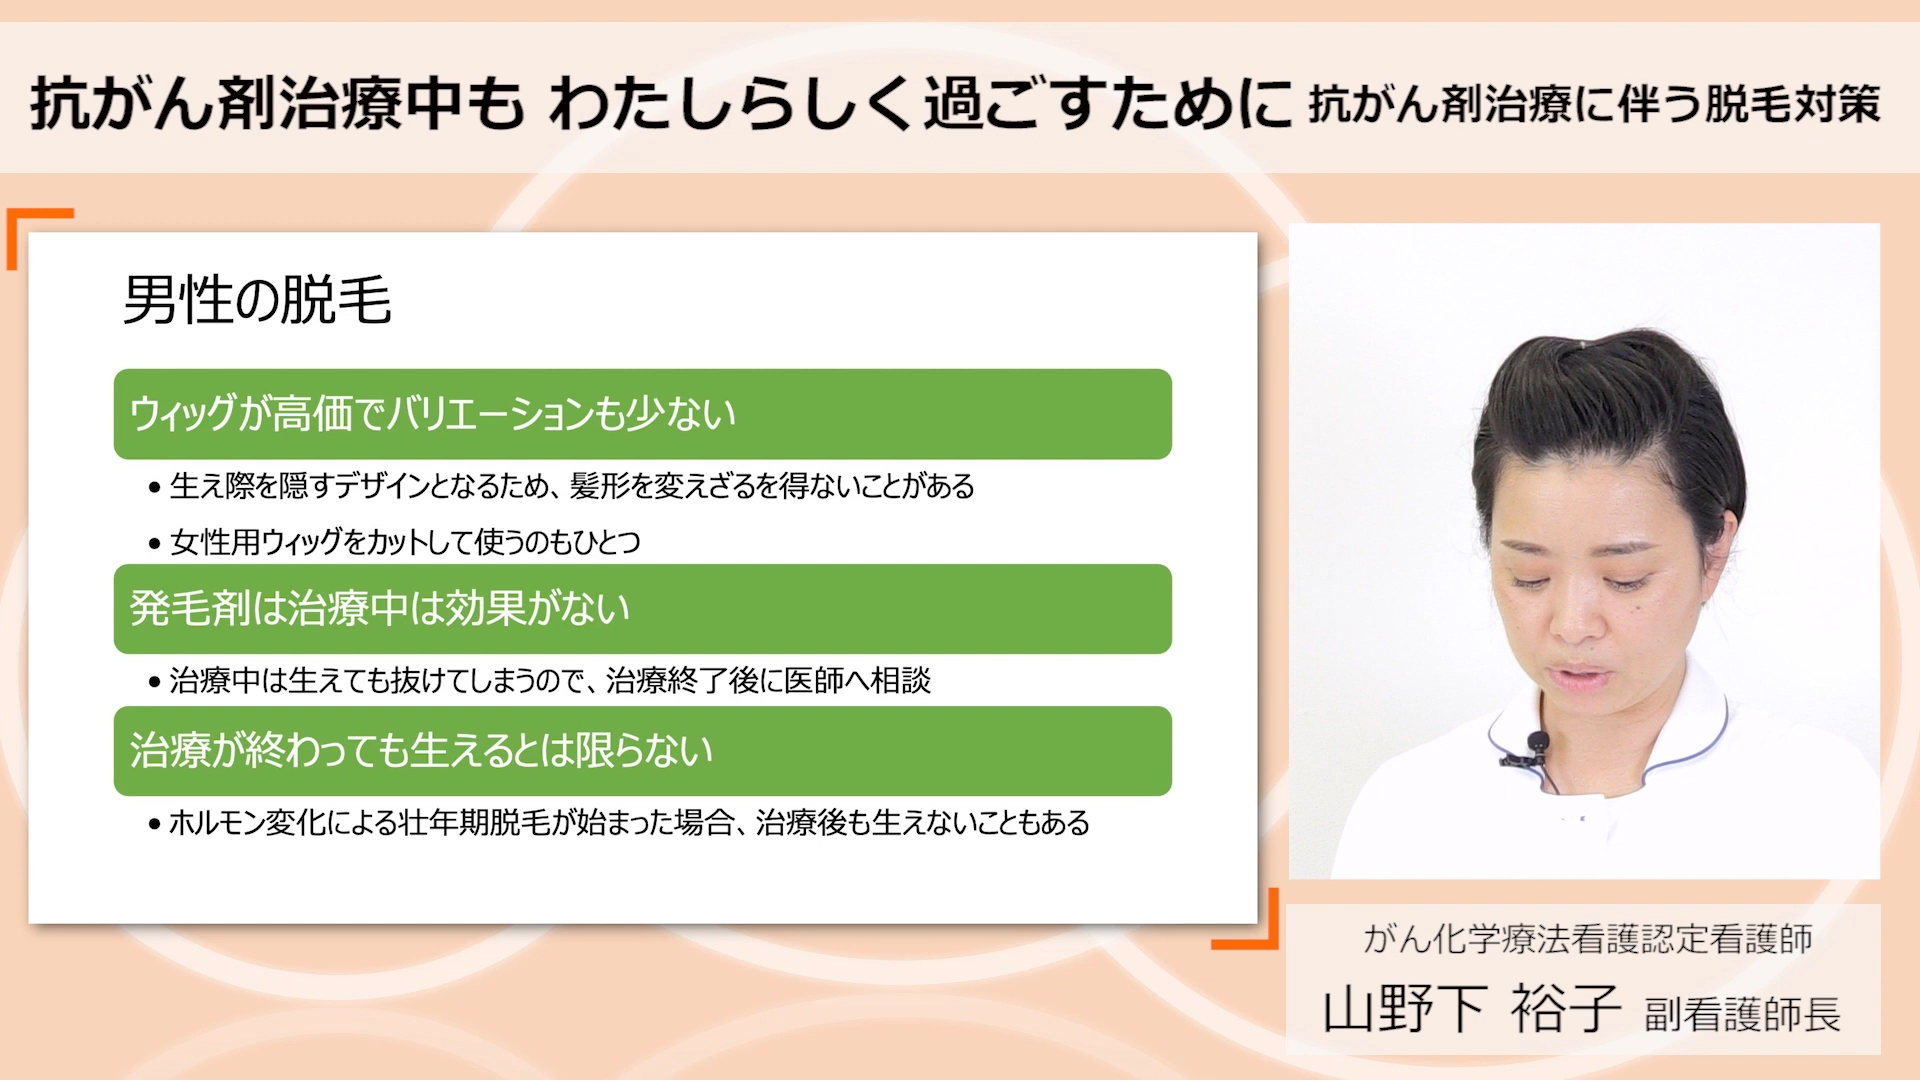 抗がん剤治療中も わたしらしく過ごすために 抗がん剤治療に伴う脱毛対策
男性の脱毛
ウィッグが高価でバリエーションも少ない
• 生え際を隠すデザインとなるため、髪形を変えざるを得ないことがある
• 女性用ウィッグをカットして使うのもひとつ
発毛剤は治療中は効果がない
• 治療中は生えても抜けてしまうので、治療終了後に医師へ相談
治療が終わっても生えるとは限らない
• ホルモン変化による壮年期脱毛が始まった場合、治療後も生えないこともある
がん化学療法看護認定看護師
山野下 裕子 副看護師長